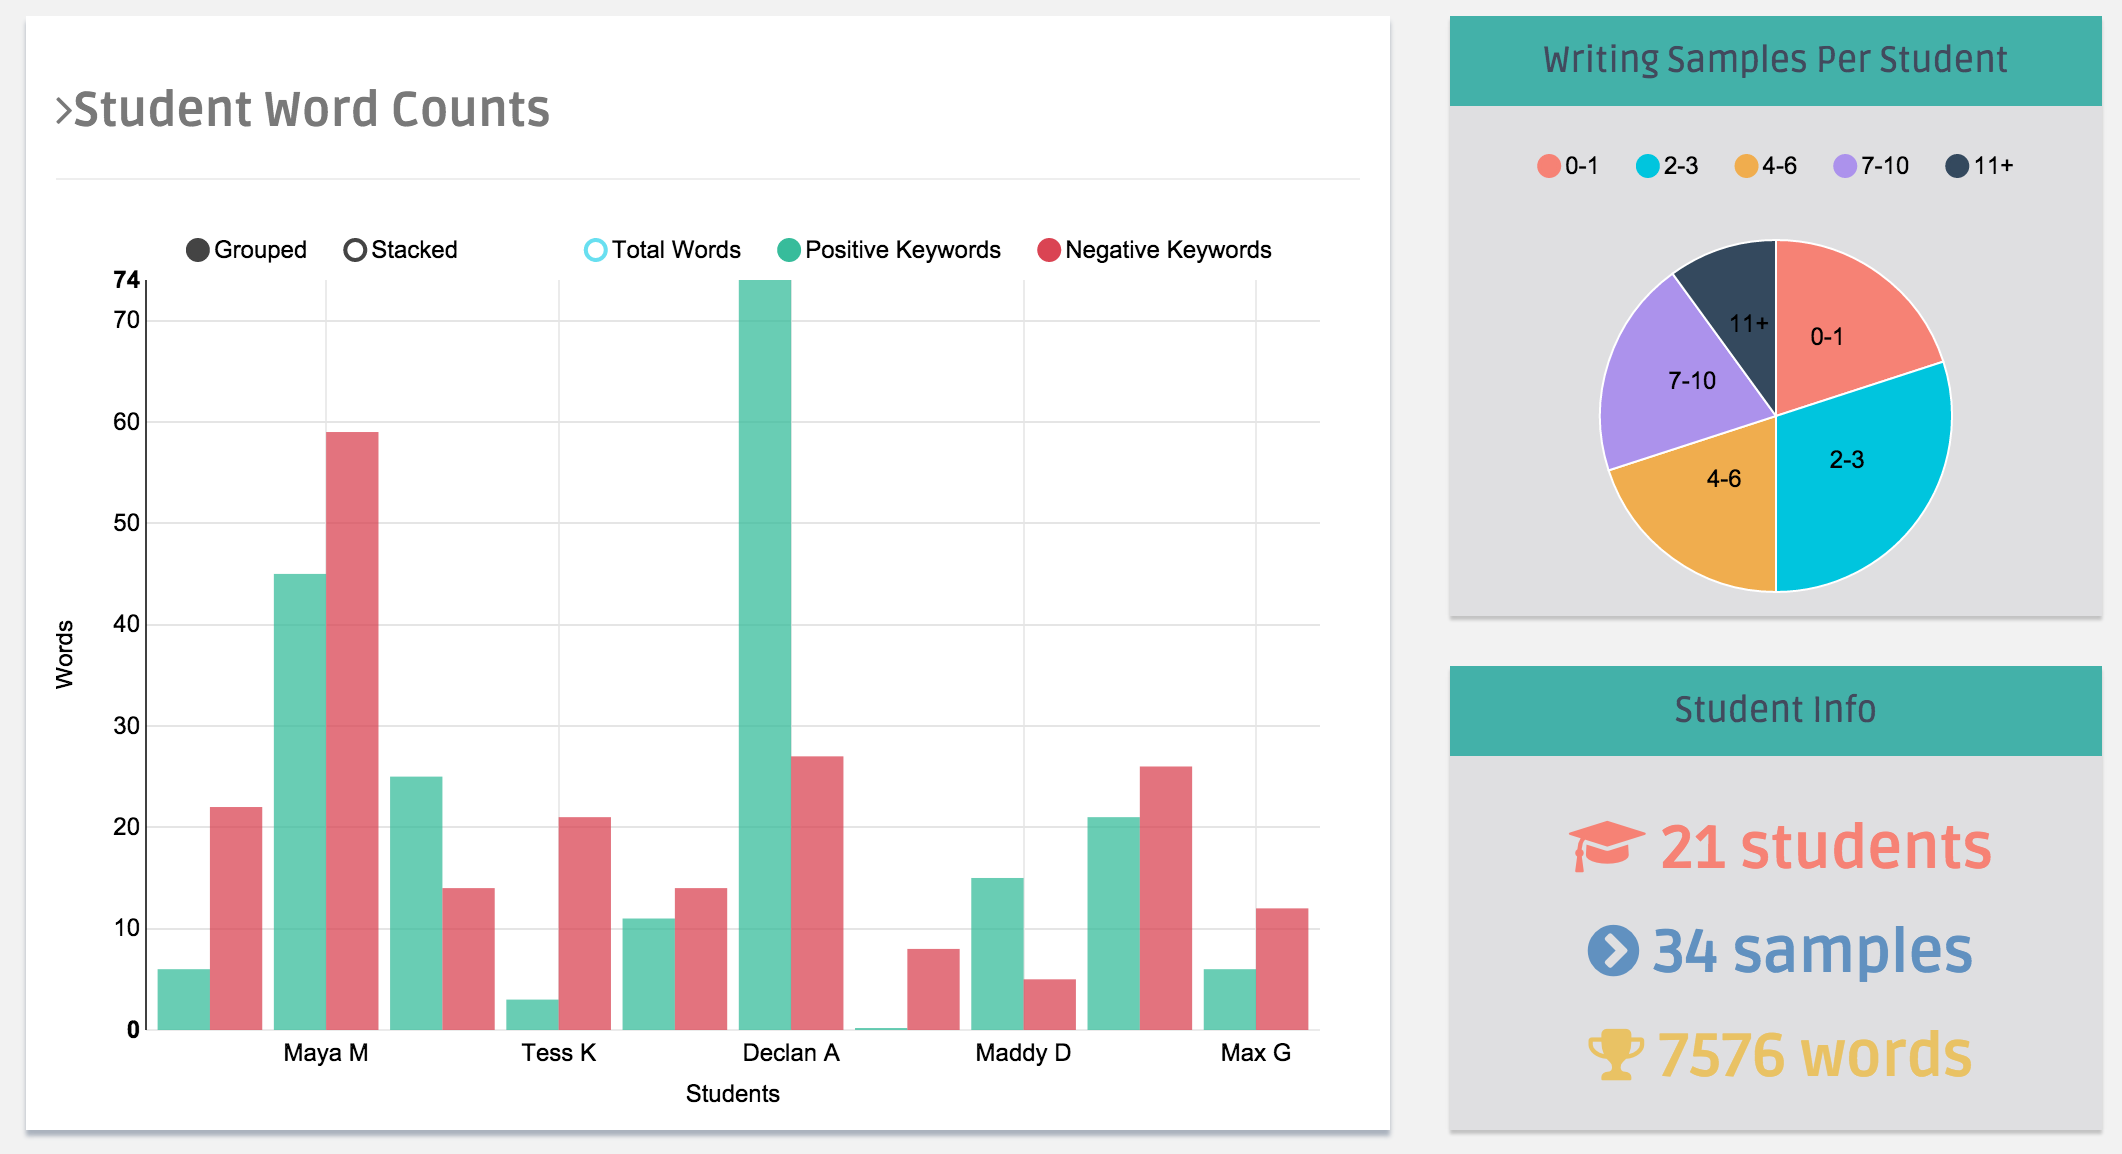 Student Word Counts
Grouped Stacked Total Words Positive Keywords Negative Keywords
74
70
60
50
40
30
20
10
0
Words
Maya M Tess K Declan A Maddy D Max G
Students
Writing Samples Per Student
0-1 2-3 4-6 7-10 11+
11+
0-1
7-10
2-3
4-6
Student Info
21 students
34 samples
7576 words